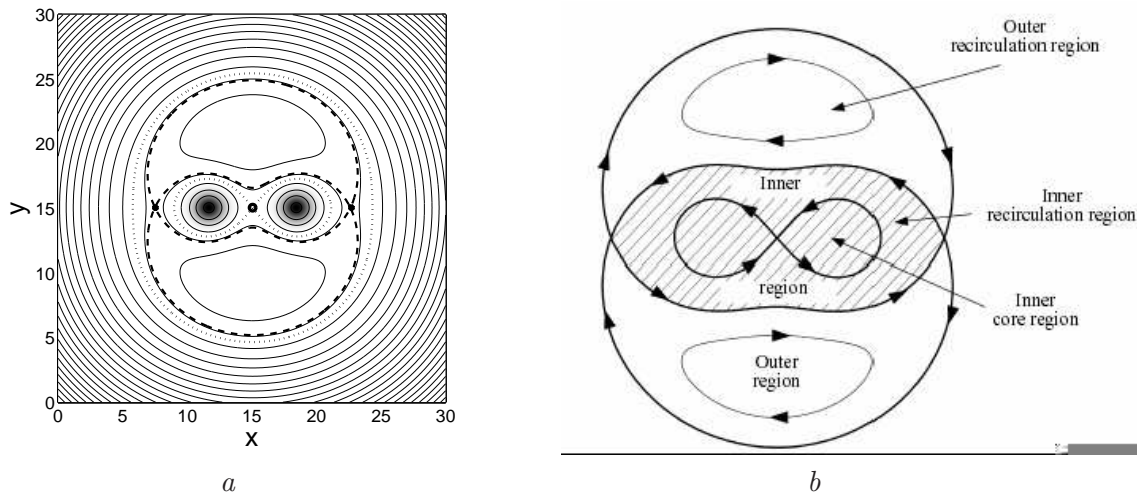 30
25
20
15
10
5
0
y
0 5 10 15 20 25 30
x
a
Outer
recirculation region
Inner
Inner
recirculation region
region
Inner
core region
Outer
region
b